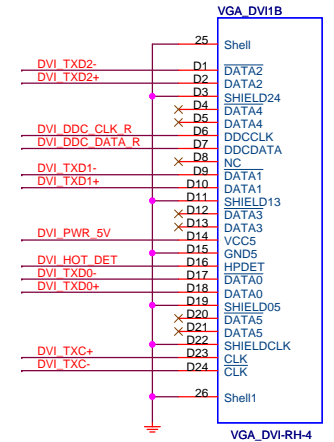 VGA_DVI1B
25 Shell
DVI_TXD2- D1 DATA2
DVI_TXD2+ D2 DATA2
D3 SHIELD24
D4 DATA4
D5 DATA4
DVI_DDC_CLK_R D6 DDCCLK
DVI_DDC_DATA_R D7 DDCDATA
D8 NC
DVI_TXD1- D9 DATA1
DVI_TXD1+ D10 DATA1
D11 SHIELD13
D12 DATA3
D13 DATA3
DVI_PWR_5V D14 VCC5
D15 GND5
DVI_HOT_DET D16 HPDET
DVI_TXD0- D17 DATA0
DVI_TXD0+ D18 DATA0
D19 SHIELD05
D20 DATA5
D21 DATA5
D22 SHIELDCLK
DVI_TXC+ D23 CLK
DVI_TXC- D24 CLK
26 Shell1
VGA_DVI-RH-4